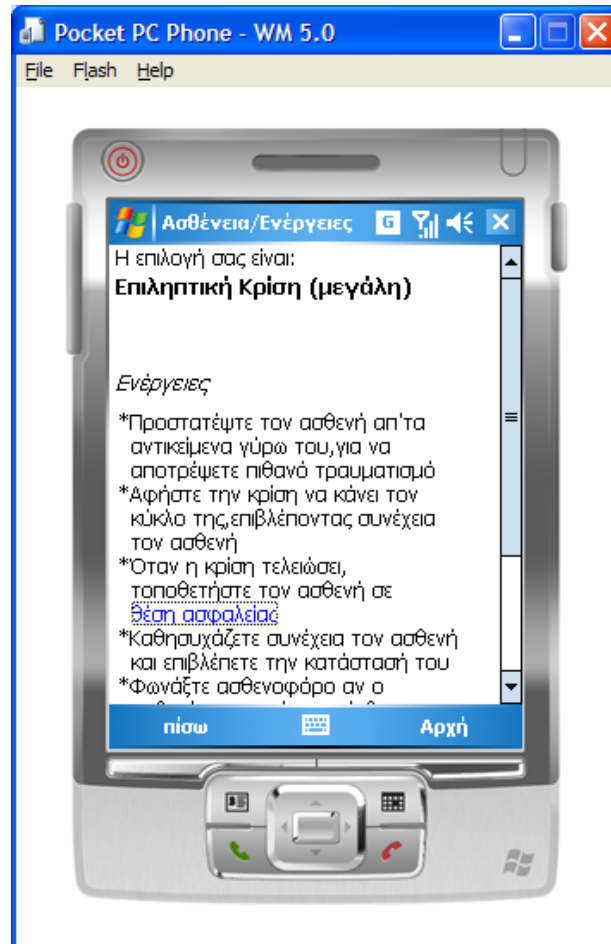 Pocket PC Phone - WM 5.0
File Flash Help
Ασθένεια/Ενέργειες G
Η επιλογή σας είναι:
Επιληπτική Κρίση (μεγάλη)
Ενέργειες
*Προστατέψτε τον ασθενή απ'τα
αντικείμενα γύρω του,για να
αποτρέψετε πιθανό τραυματισμό
*Αφήστε την κρίση να κάνει τον
κύκλο της,επιβλέποντας συνέχεια
τον ασθενή
*Όταν η κρίση τελειώσει,
τοποθετήστε τον ασθενή σε
θέση ασφαλείας
*Καθησυχάζετε συνέχεια τον ασθενή
και επιβλέπετε την κατάστασή του
*Φωνάξτε ασθενοφόρο αν ο
πίσω Αρχή